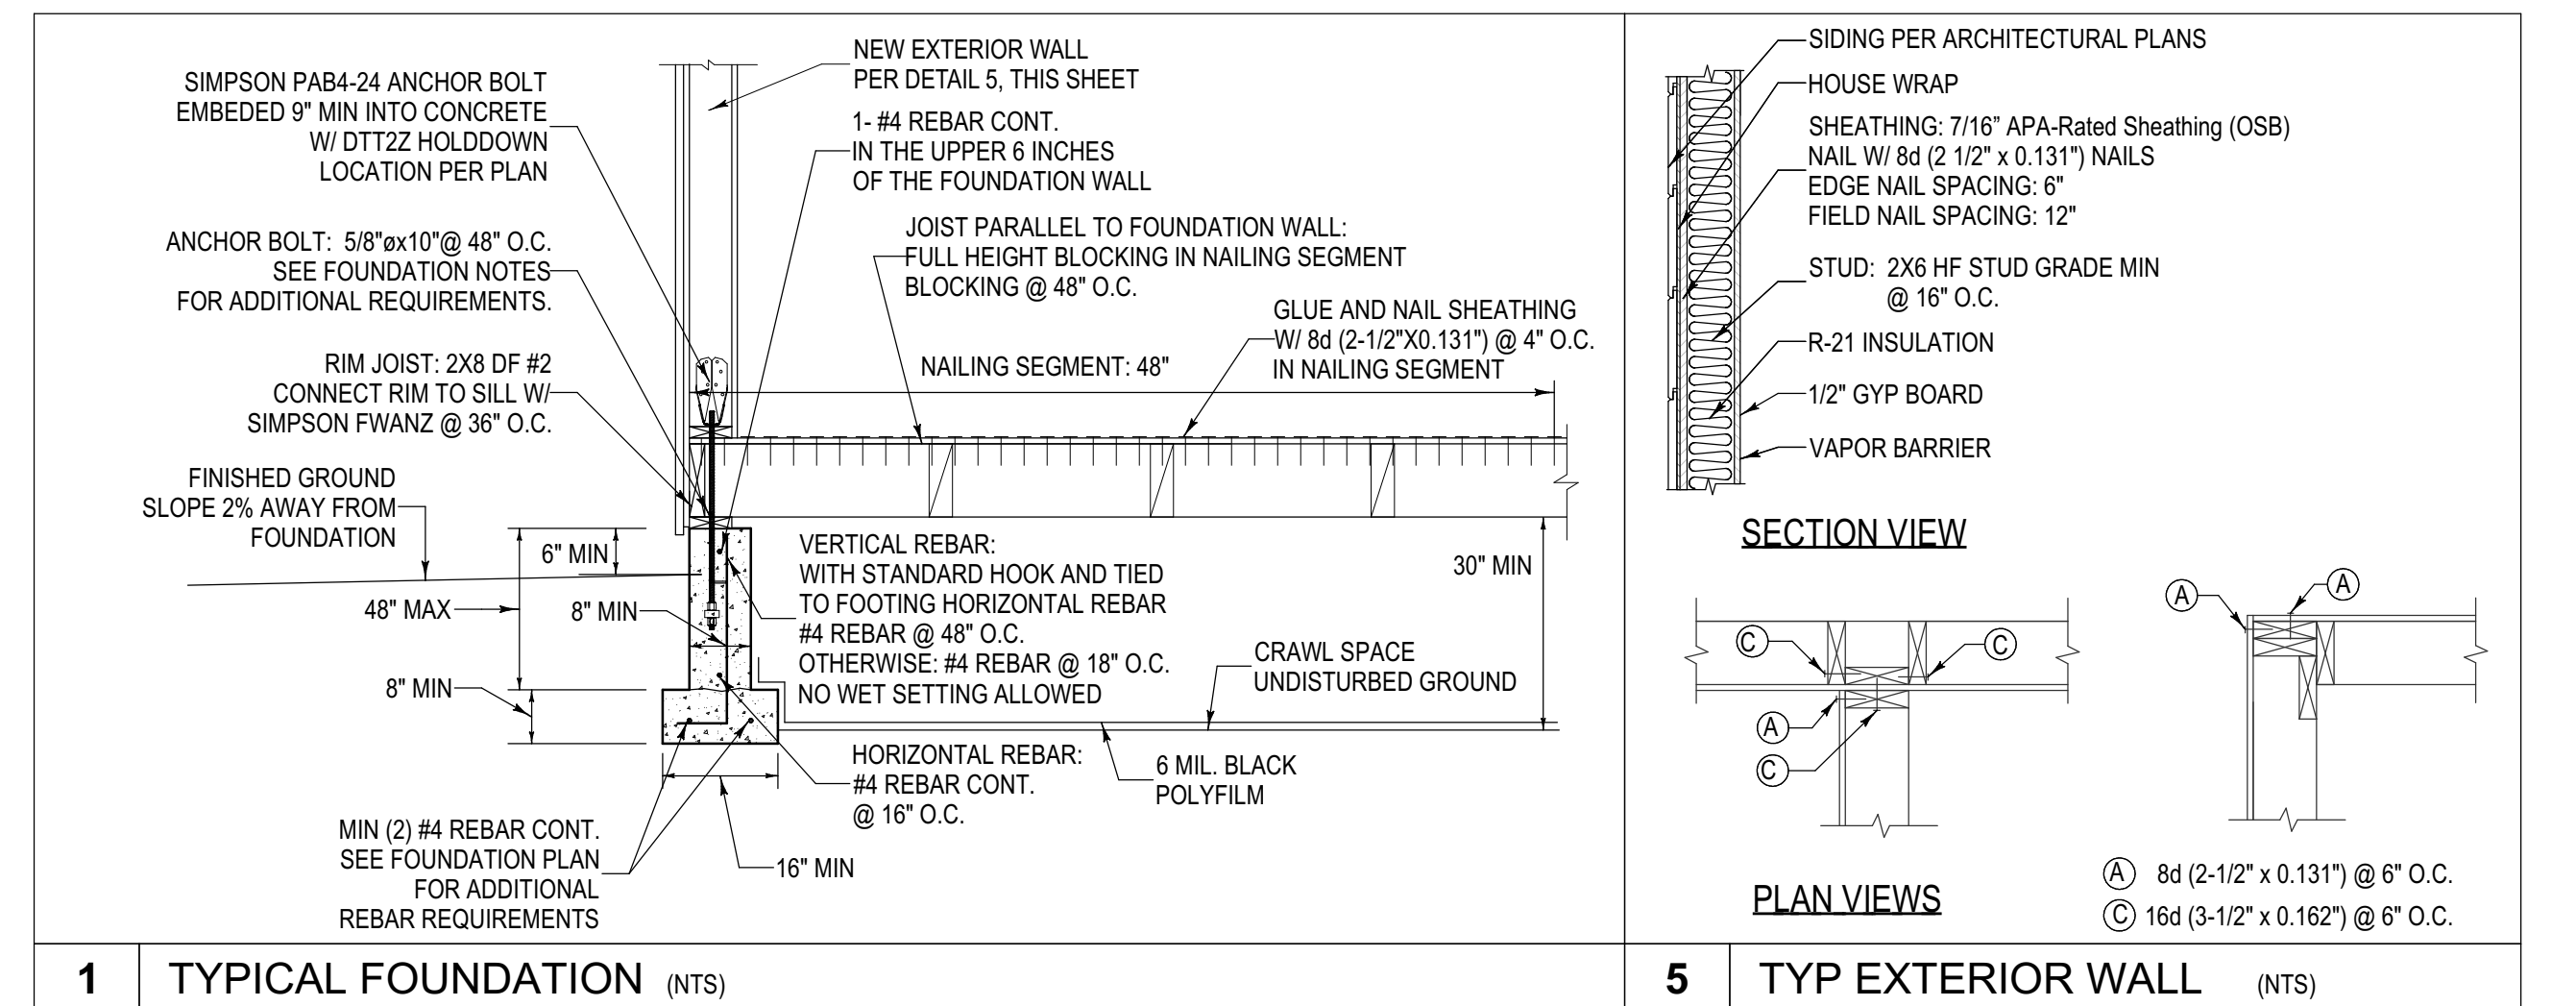 SIMPSON PAB4-24 ANCHOR BOLT
EMBEDED 9" MIN INTO CONCRETE
W/ DTT2Z HOLDDOWN
LOCATION PER PLAN
ANCHOR BOLT: 5/8"øx10"@ 48" O.C.
SEE FOUNDATION NOTES
FOR ADDITIONAL REQUIREMENTS.
RIM JOIST: 2X8 DF #2
CONNECT RIM TO SILL W/
SIMPSON FWANZ @ 36" O.C.
FINISHED GROUND
SLOPE 2% AWAY FROM
FOUNDATION
NEW EXTERIOR WALL
PER DETAIL 5, THIS SHEET
1- #4 REBAR CONT.
IN THE UPPER 6 INCHES
OF THE FOUNDATION WALL
JOIST PARALLEL TO FOUNDATION WALL:
FULL HEIGHT BLOCKING IN NAILING SEGMENT
BLOCKING @ 48" O.C.
GLUE AND NAIL SHEATHING
W/ 8d (2-1/2"X0.131") @ 4" O.C.
IN NAILING SEGMENT
NAILING SEGMENT: 48"
6" MIN
48" MAX
8" MIN
8" MIN
VERTICAL REBAR:
WITH STANDARD HOOK AND TIED
TO FOOTING HORIZONTAL REBAR
#4 REBAR @ 48" O.C.
OTHERWISE: #4 REBAR @ 18" O.C.
NO WET SETTING ALLOWED
30" MIN
CRAWL SPACE
UNDISTURBED GROUND
HORIZONTAL REBAR:
#4 REBAR CONT.
@ 16" O.C.
6 MIL. BLACK
POLYFILM
MIN (2) #4 REBAR CONT.
SEE FOUNDATION PLAN
FOR ADDITIONAL
REBAR REQUIREMENTS
16" MIN
1 TYPICAL FOUNDATION (NTS)
SIDING PER ARCHITECTURAL PLANS
HOUSE WRAP
SHEATHING: 7/16” APA-Rated Sheathing (OSB)
NAIL W/ 8d (2 1/2" x 0.131") NAILS
EDGE NAIL SPACING: 6"
FIELD NAIL SPACING: 12"
STUD: 2X6 HF STUD GRADE MIN
@ 16" O.C.
R-21 INSULATION
1/2" GYP BOARD
VAPOR BARRIER
SECTION VIEW
C
C
A
C
A
A
PLAN VIEWS
A 8d (2-1/2" x 0.131") @ 6" O.C.
C 16d (3-1/2" x 0.162") @ 6" O.C.
5 TYP EXTERIOR WALL (NTS)